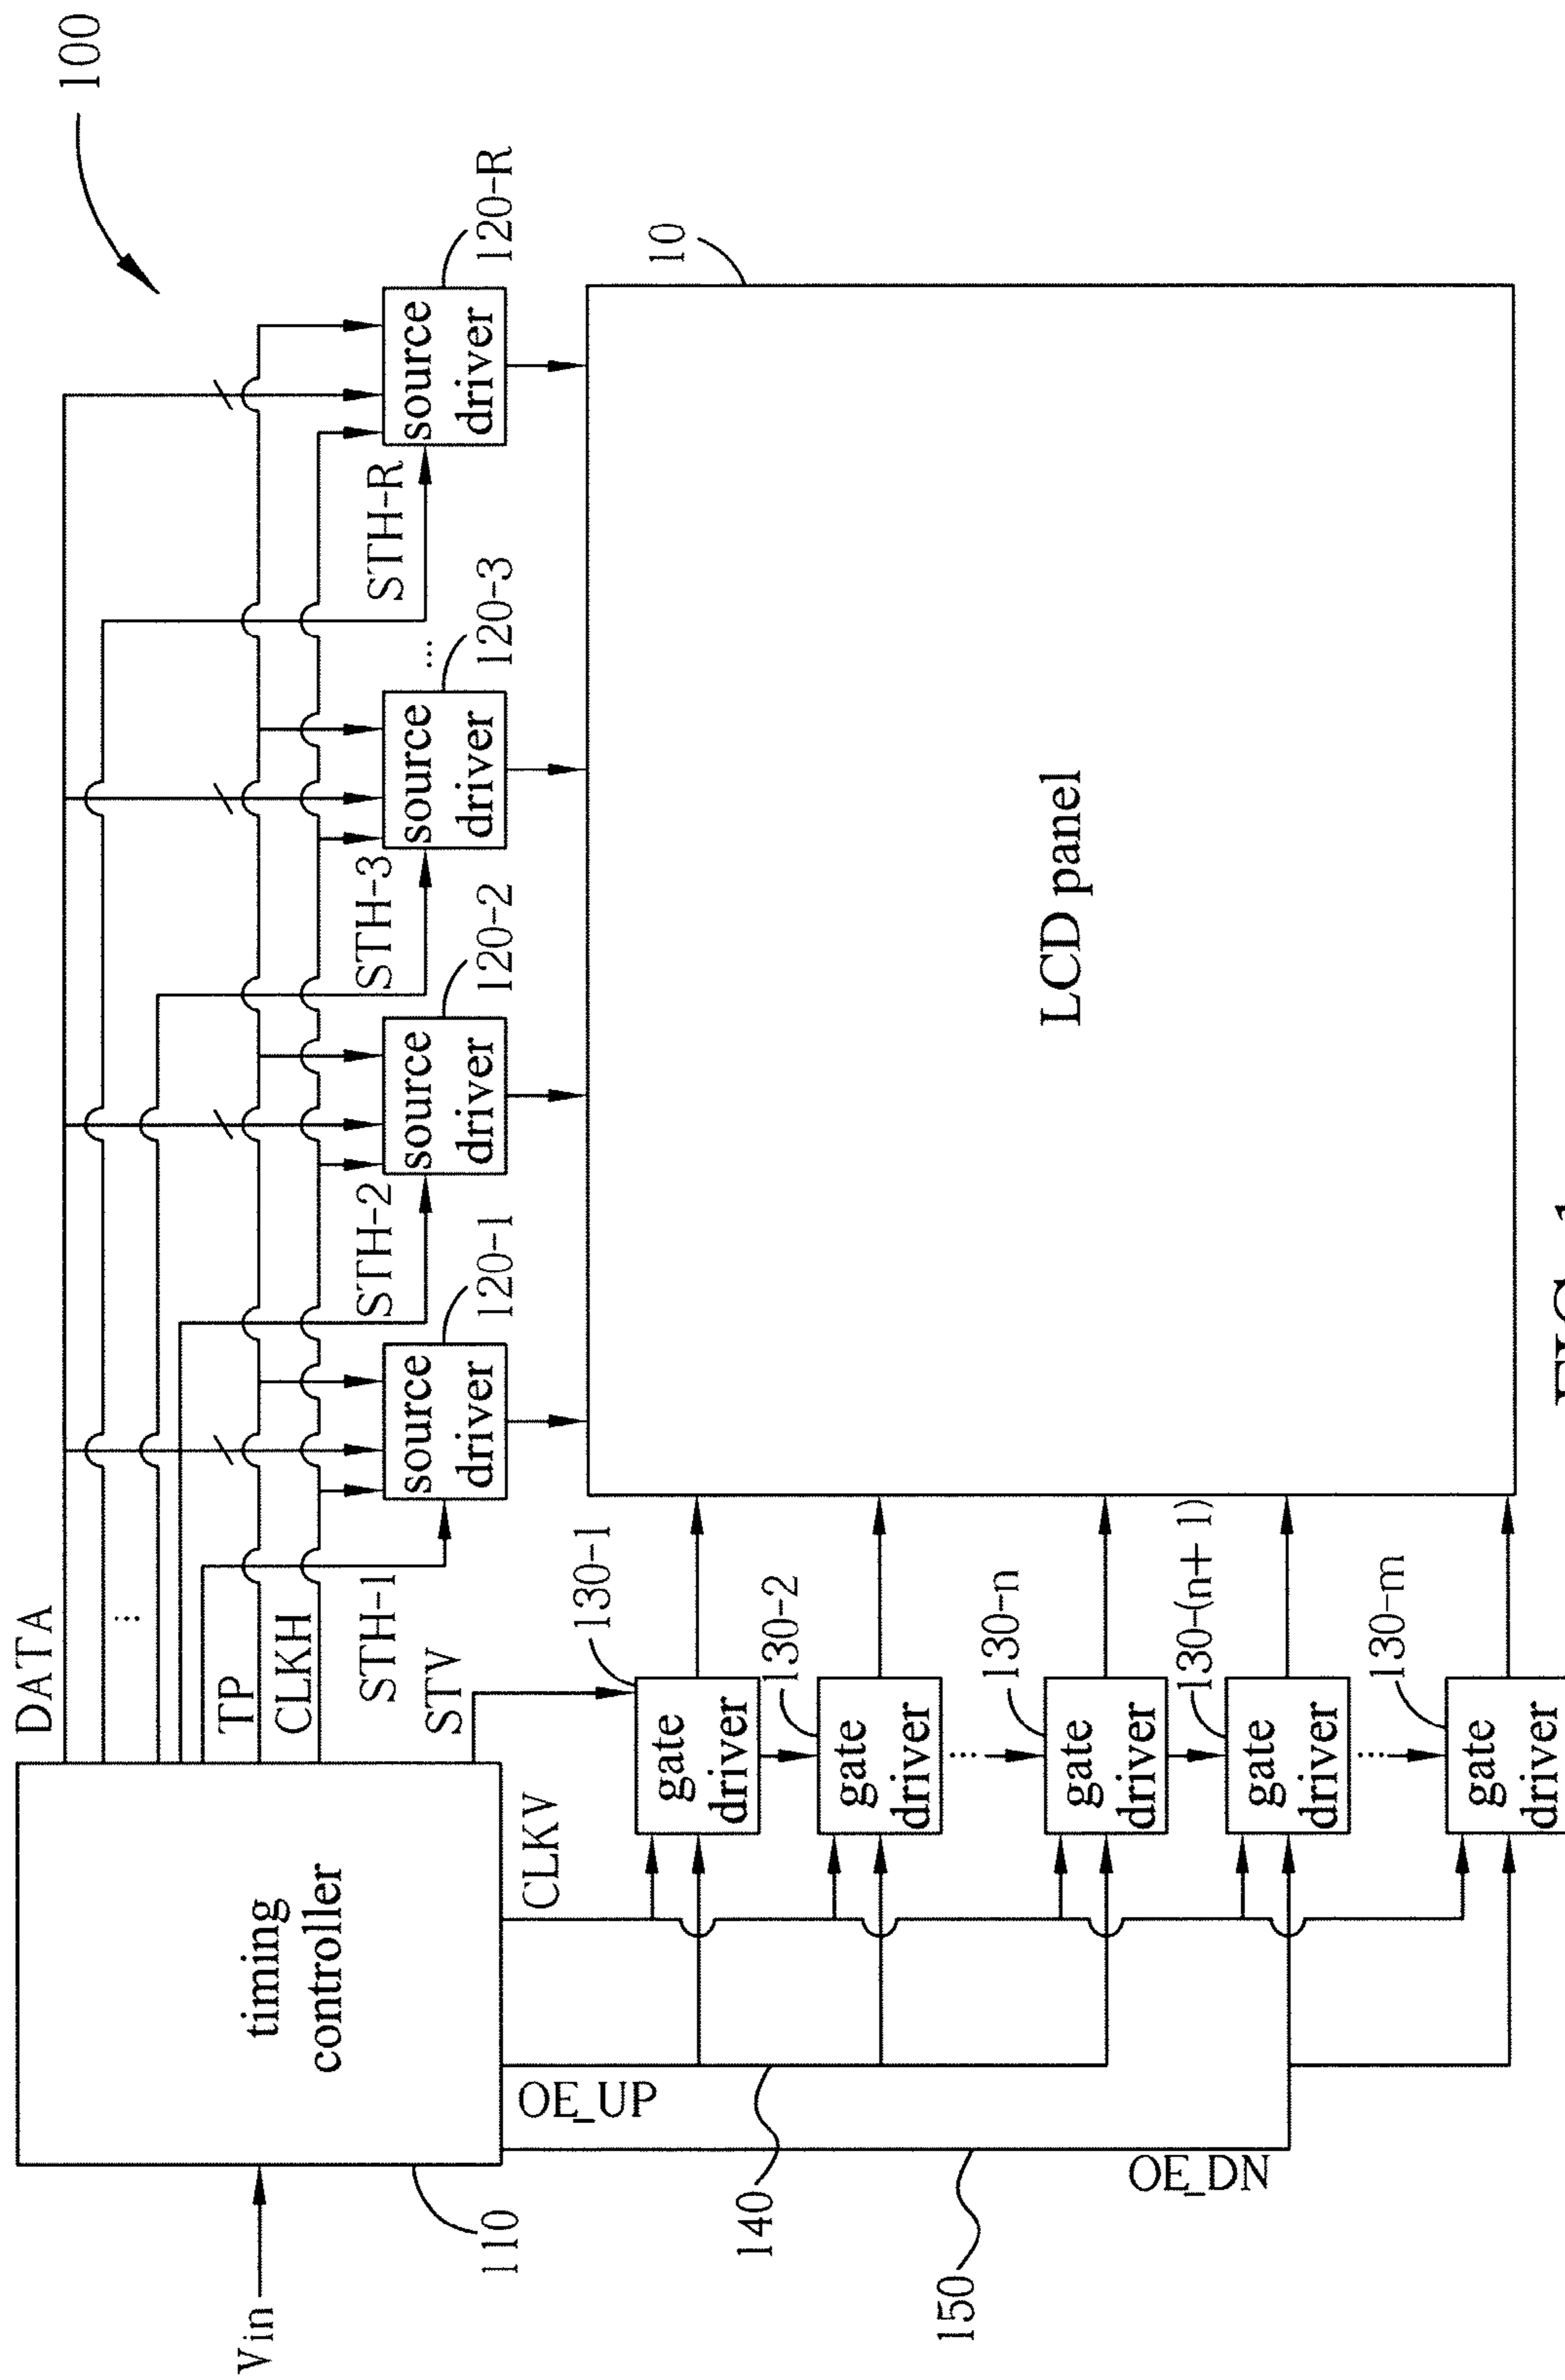 100
DATA
TP
CLKH
STH-1
STH-2
STH-3
STH-R
STV
CLKV
OE_UP
OE_DN
Vin
timing
controller
110
source
driver
120-1
source
driver
120-2
source
driver
120-3
...
source
driver
120-R
gate
driver
130-1
gate
driver
130-2
gate
driver
130-n
gate
driver
130-(n+1)
gate
driver
130-m
140
150
LCD panel
10